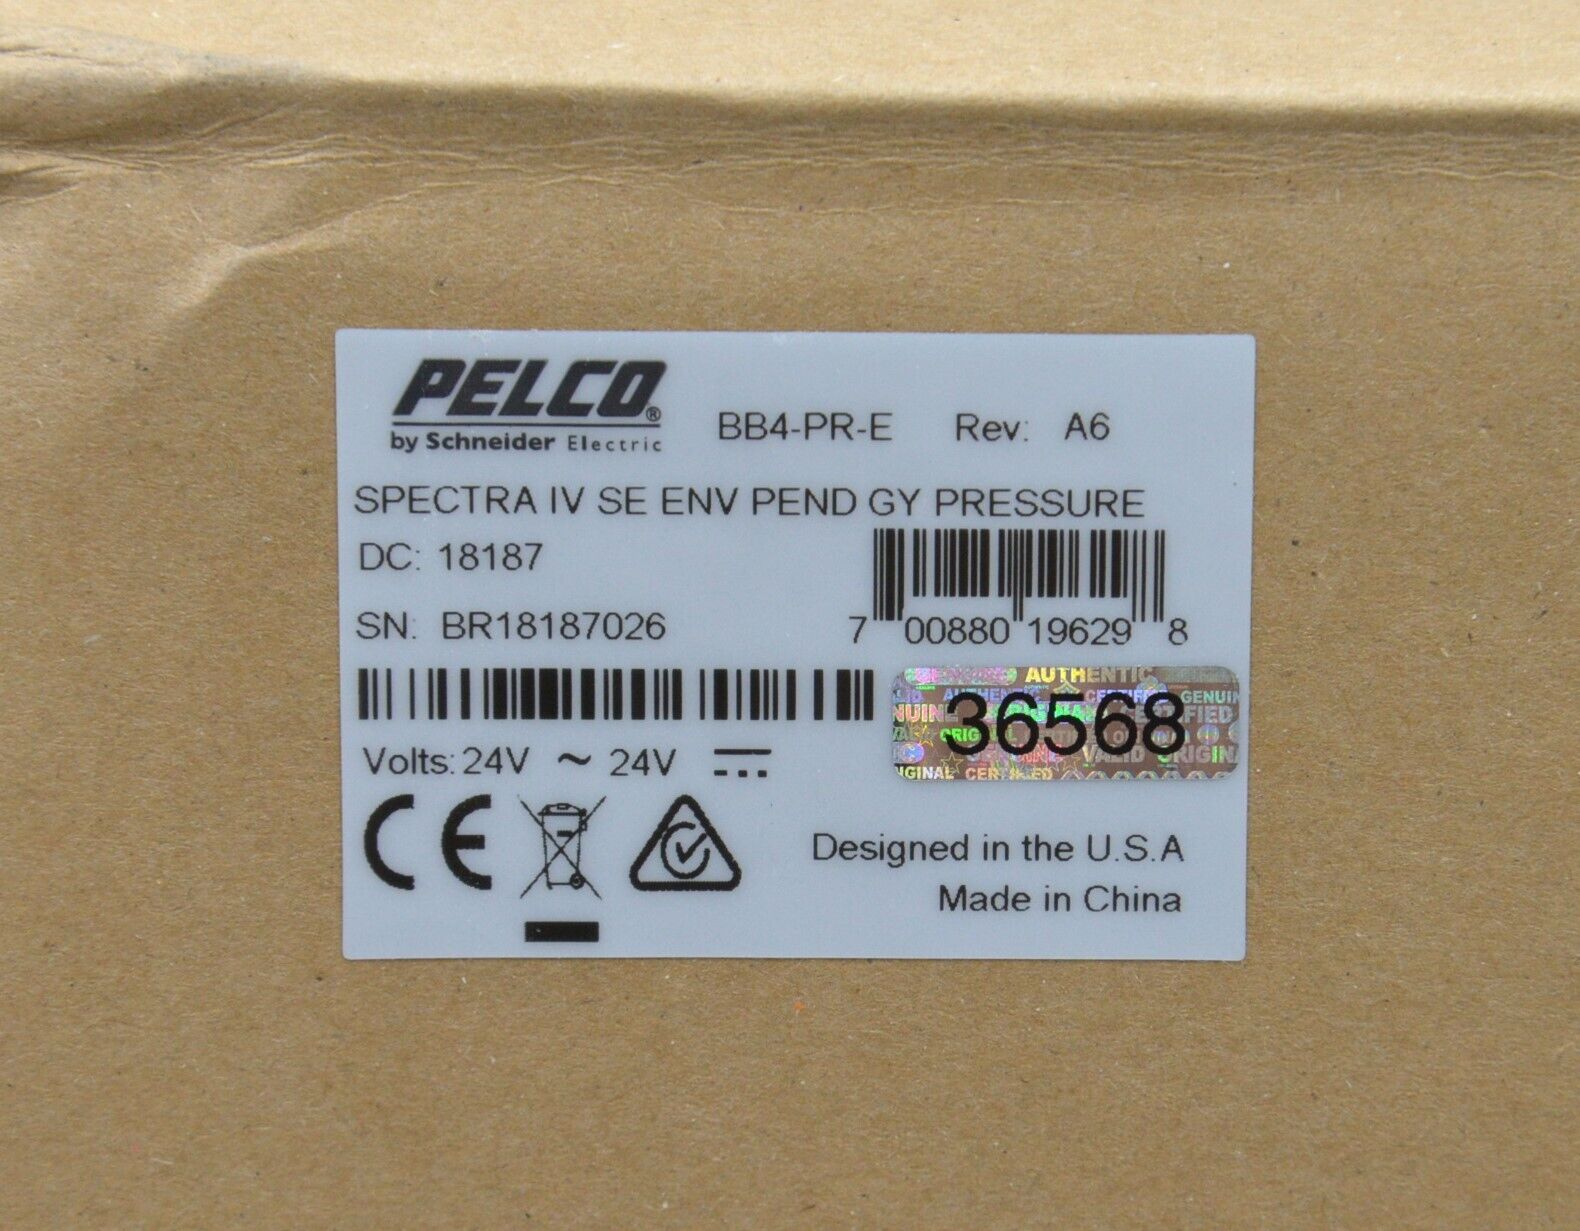 PELCO®
by Schneider Electric
BB4-PR-E Rev: A6
SPECTRA IV SE ENV PEND GY PRESSURE
DC: 18187
SN: BR18187026
7 00880 19629 8
AUTHENTIC
36568
Volts: 24V ~ 24V
CE
Designed in the U.S.A
Made in China